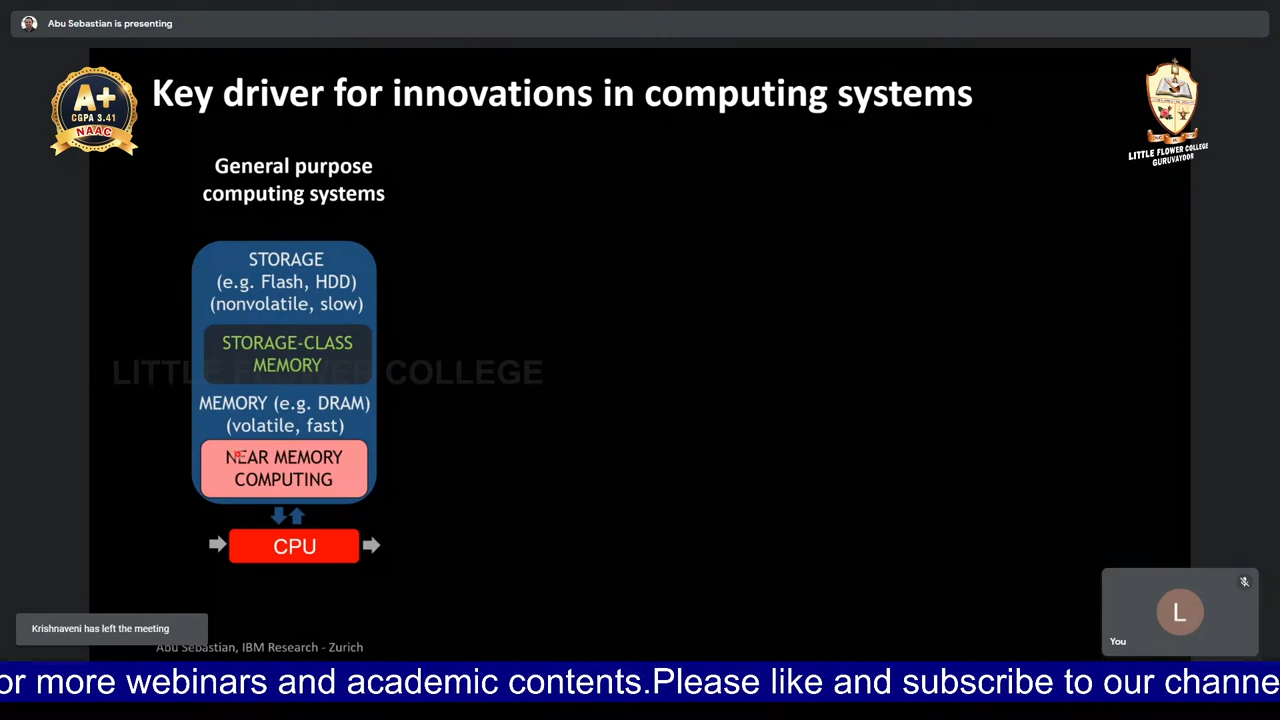 Abu Sebastian is presenting
A+
CGPA 3.41
NAAC
Key driver for innovations in computing systems
LITTLE FLOWER COLLEGE
GURUVAYOOR
General purpose
computing systems
STORAGE
(e.g. Flash, HDD)
(nonvolatile, slow)
STORAGE-CLASS
MEMORY
LITTLE FLOWER COLLEGE
MEMORY (e.g. DRAM)
(volatile, fast)
NEAR MEMORY
COMPUTING
CPU
L
You
Krishnaveni has left the meeting
Abu Sebastian, IBM Research - Zurich
or more webinars and academic contents.Please like and subscribe to our channe